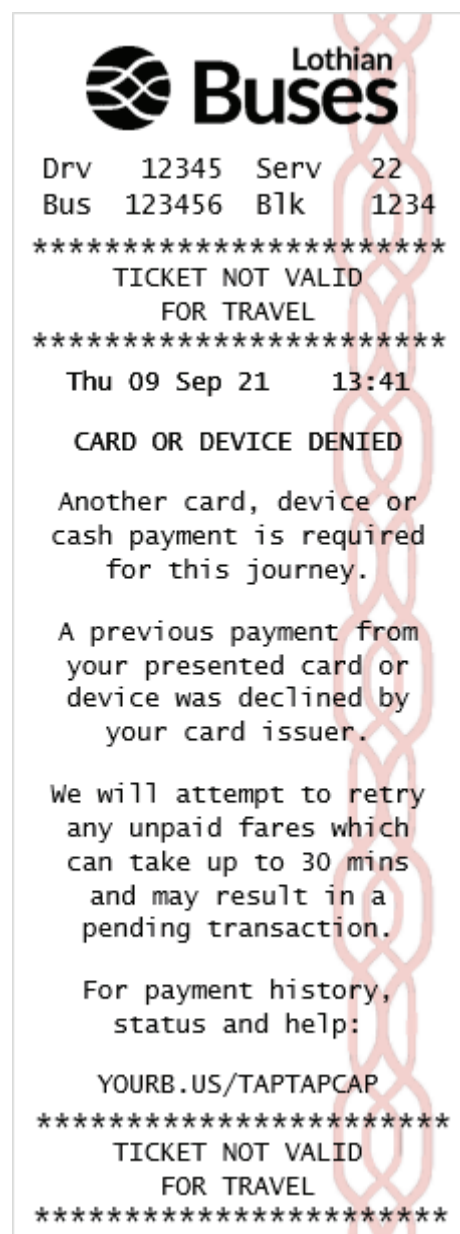 Lothian
Buses
Drv 12345 Serv 22
Bus 123456 Blk 1234
************************
TICKET NOT VALID
FOR TRAVEL
************************
Thu 09 Sep 21 13:41
CARD OR DEVICE DENIED
Another card, device or
cash payment is required
for this journey.
A previous payment from
your presented card or
device was declined by
your card issuer.
We will attempt to retry
any unpaid fares which
can take up to 30 mins
and may result in a
pending transaction.
For payment history,
status and help:
YOURB.US/TAPTAPCAP
************************
TICKET NOT VALID
FOR TRAVEL
************************